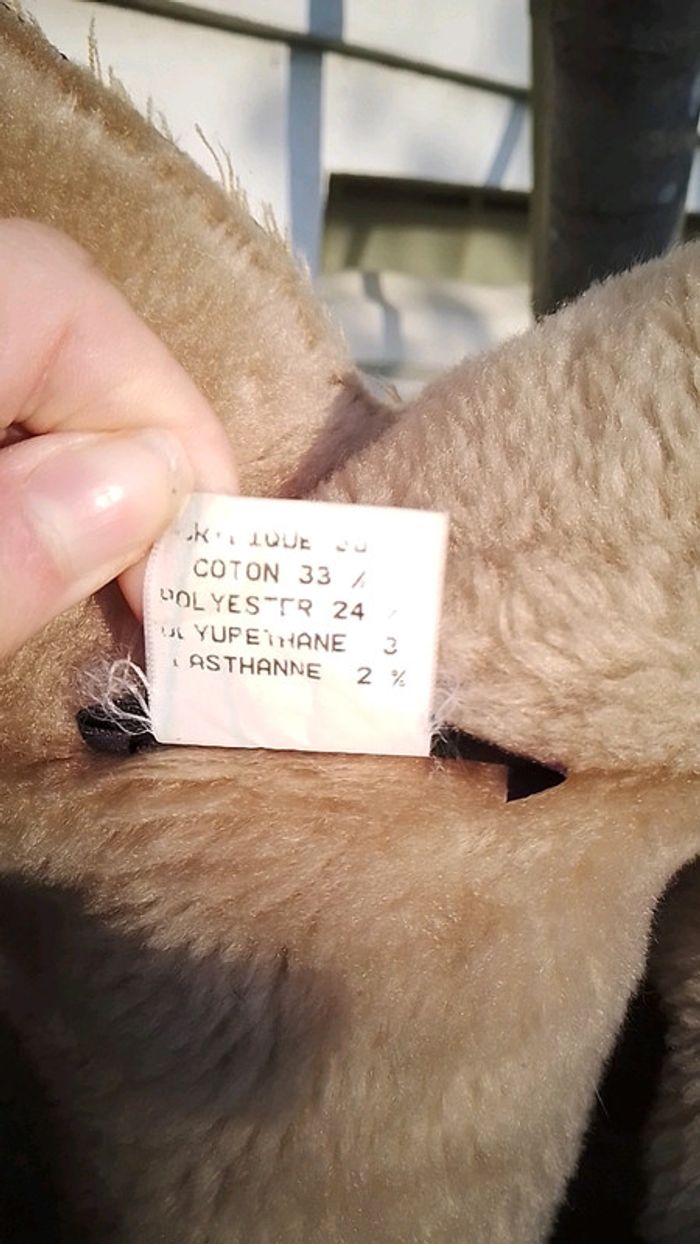 COTON 33 %
POLYESTER 24
POLYURETHANE 3
ELASTHANNE 2 %